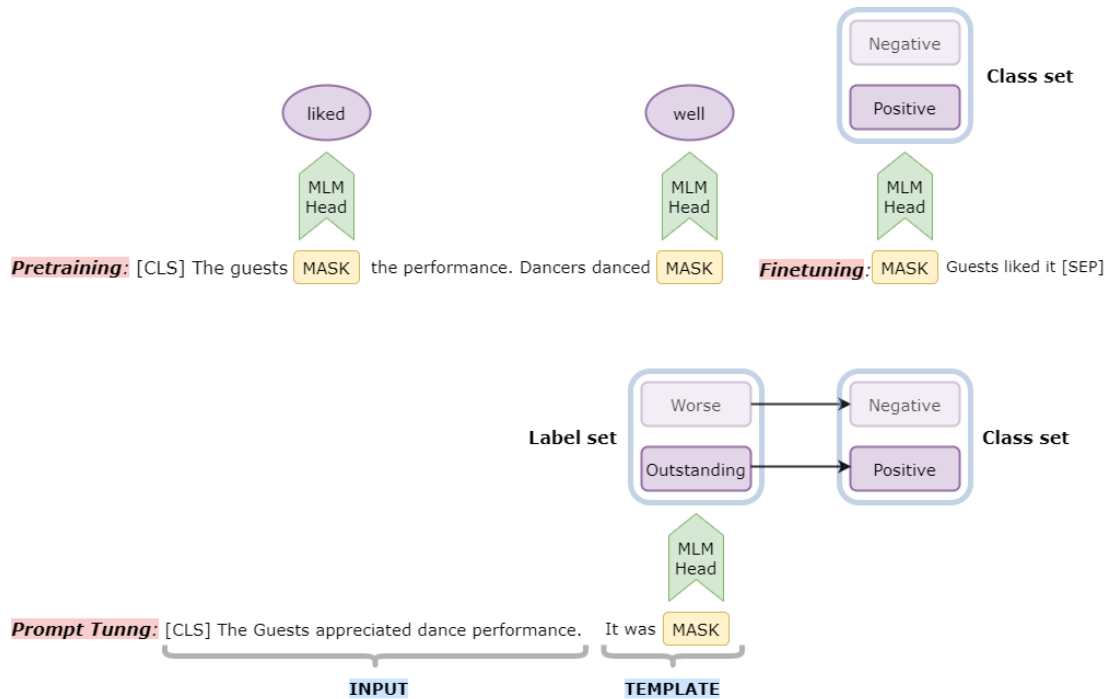 Negative
Class set
Positive
liked
well
MLM
Head
MLM
Head
MLM
Head
Pretraining: [CLS] The guests MASK the performance. Dancers danced MASK
Finetuning: MASK Guests liked it [SEP]
Worse
Negative
Label set
Class set
Outstanding
Positive
MLM
Head
Prompt Tunng: [CLS] The Guests appreciated dance performance. It was MASK
INPUT
TEMPLATE